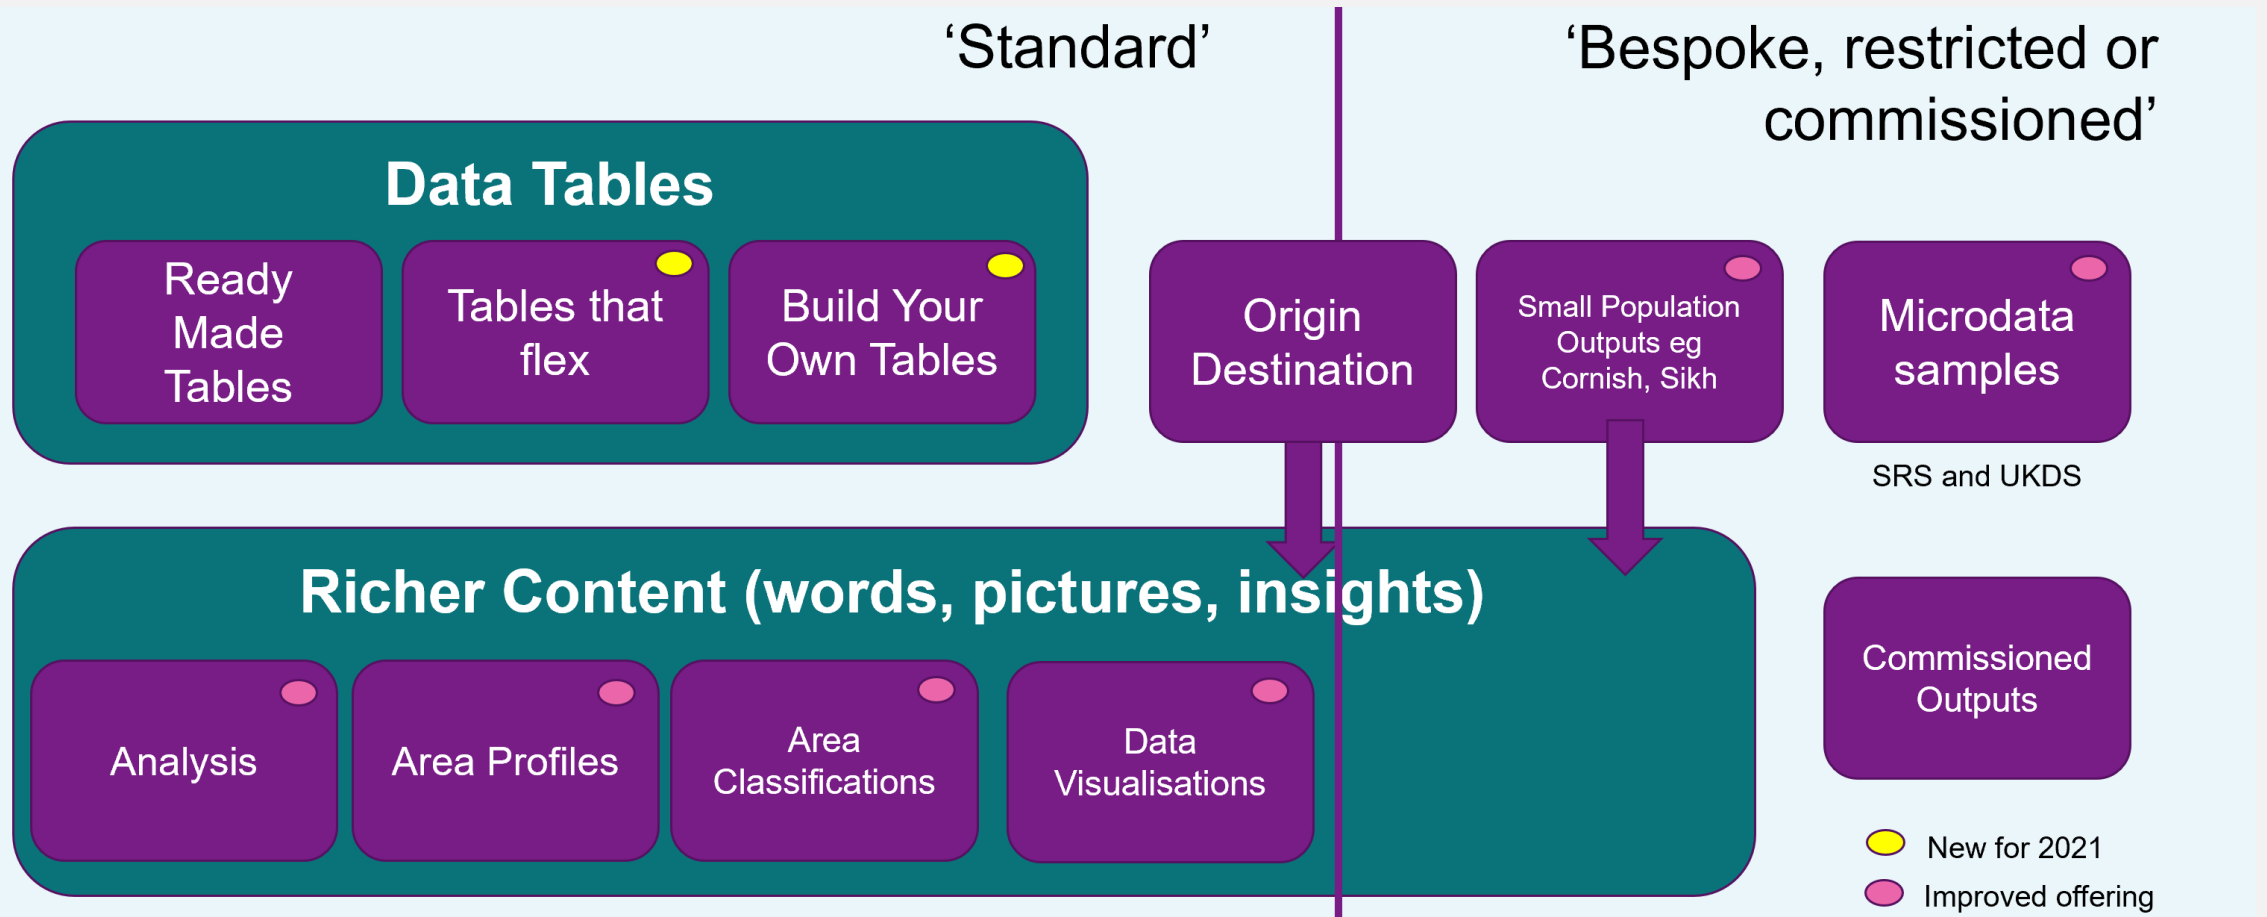 ‘Standard’
‘Bespoke, restricted or
commissioned’
Data Tables
Ready
Made
Tables
Tables that
flex
Build Your
Own Tables
Origin
Destination
Small Population
Outputs eg
Cornish, Sikh
Microdata
samples
SRS and UKDS
Richer Content (words, pictures, insights)
Analysis
Area Profiles
Area
Classifications
Data
Visualisations
Commissioned
Outputs
New for 2021
Improved offering